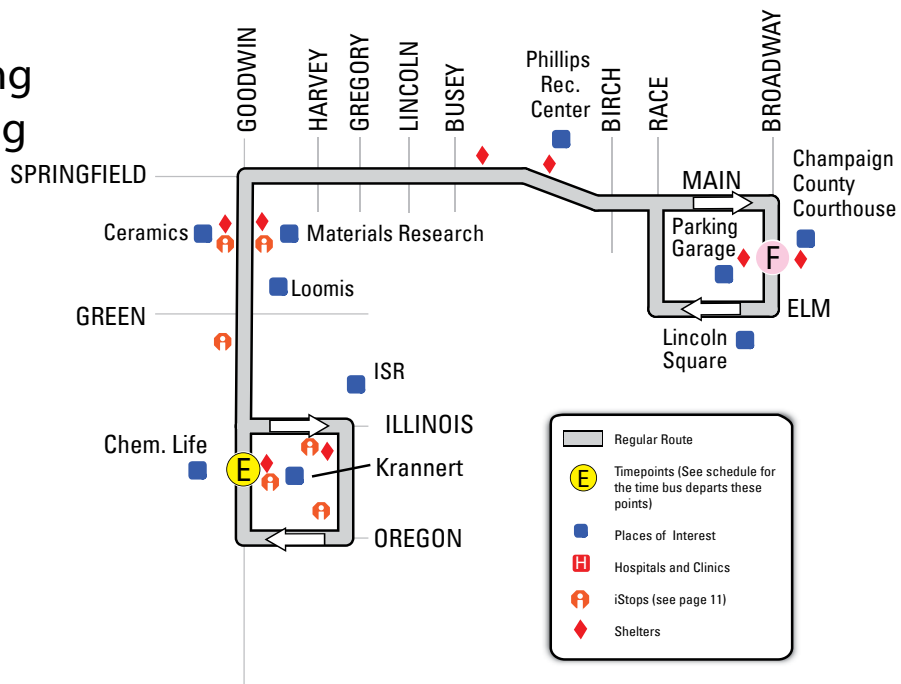 ng
g
GOODWIN
HARVEY
GREGORY
LINCOLN
BUSEY
Phillips
Rec.
Center
BIRCH
RACE
BROADWAY
SPRINGFIELD
MAIN
Champaign
County
Courthouse
Ceramics
Materials Research
Parking
Garage
F
Loomis
GREEN
ELM
Lincoln
Square
ISR
ILLINOIS
Chem. Life
E
Krannert
OREGON
Regular Route
E
Timepoints (See schedule for
the time bus departs these
points)
Places of Interest
H
Hospitals and Clinics
iStops (see page 11)
Shelters